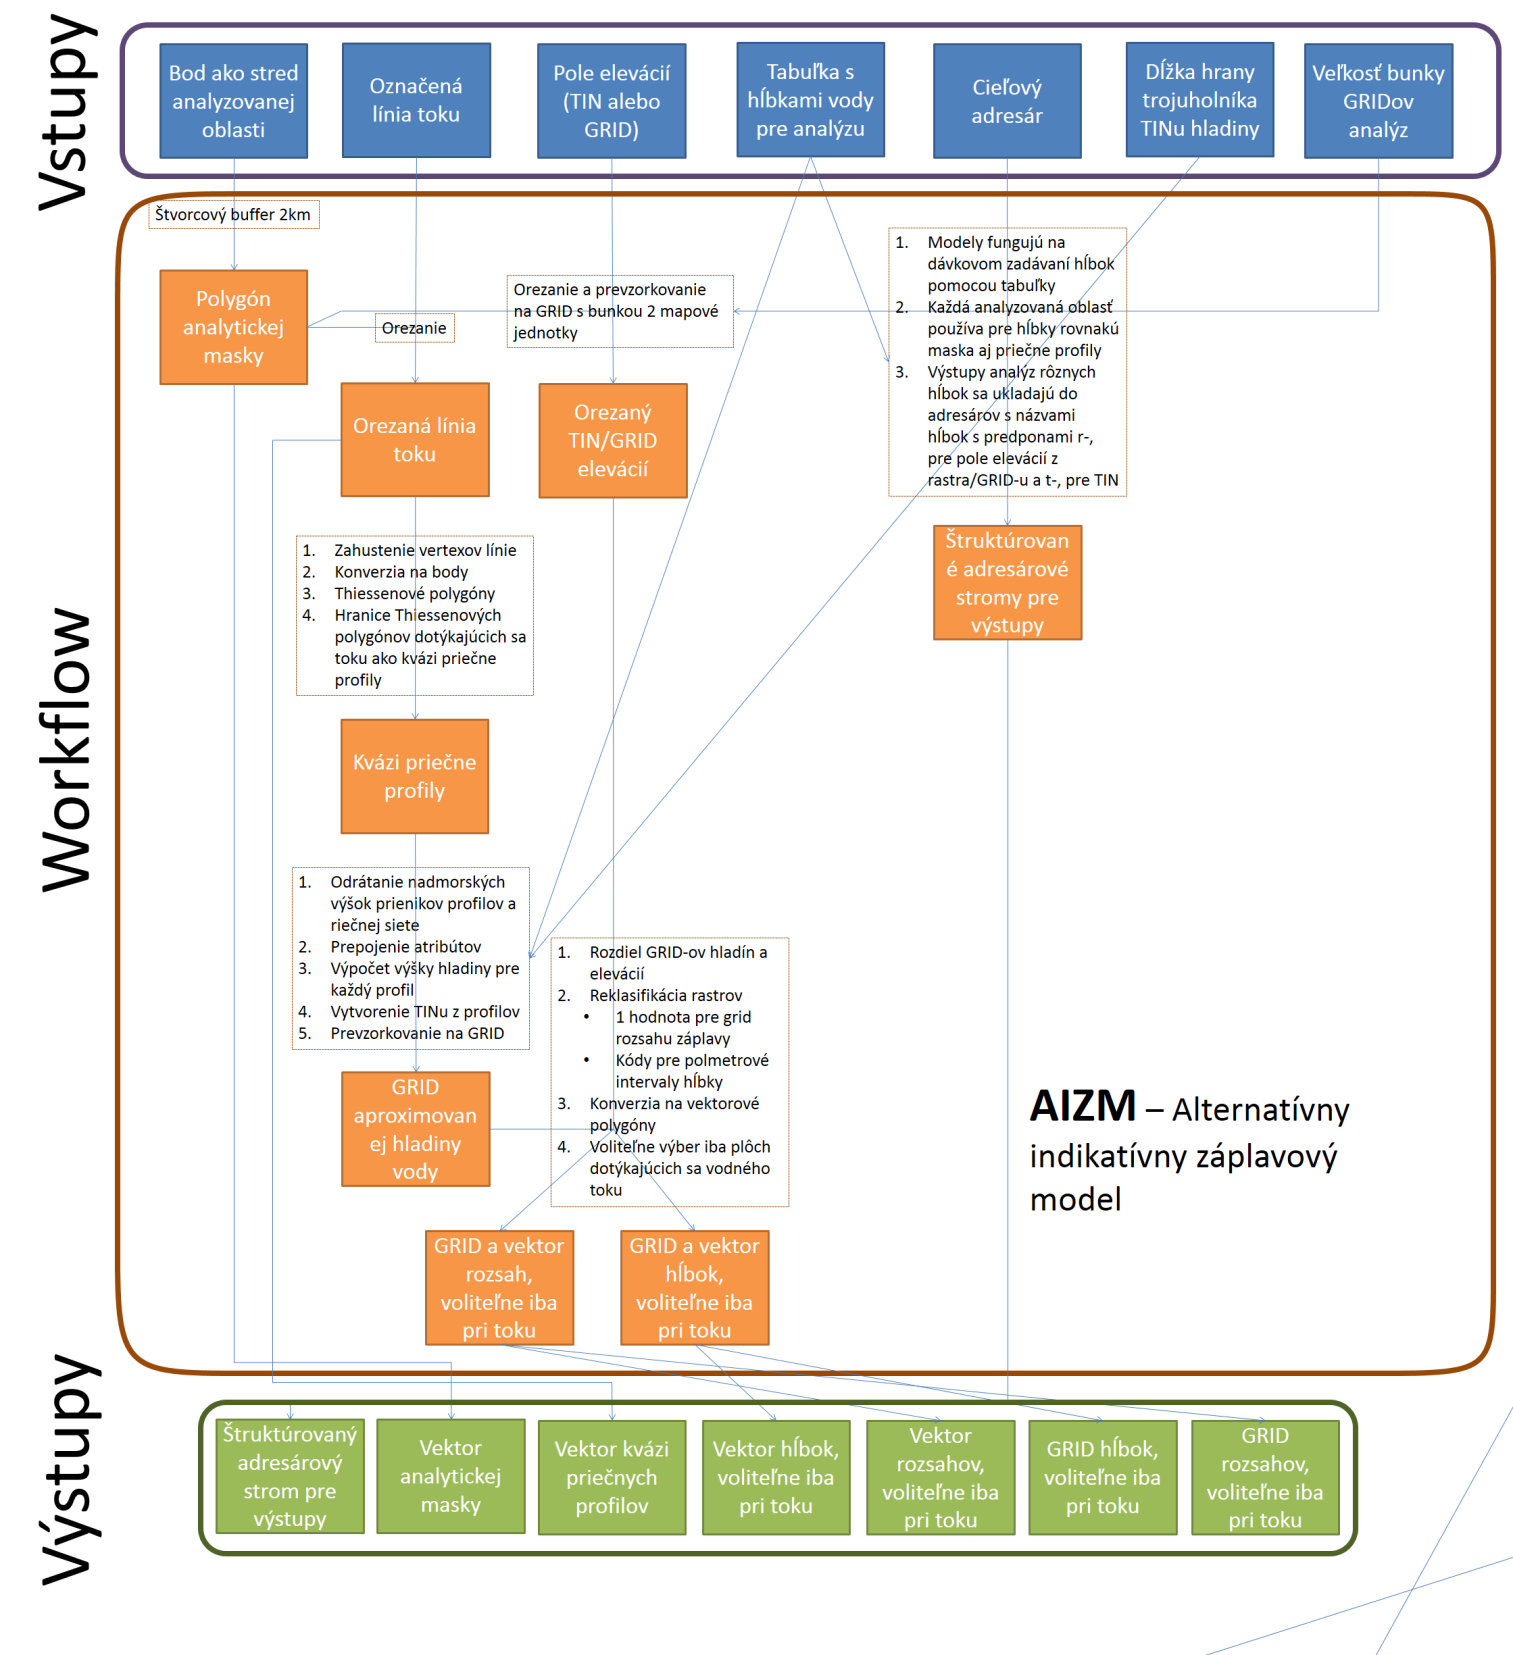 Vstupy
Bod ako stred
analyzovanej
oblasti
Označená
línia toku
Pole elevácií
(TIN alebo
GRID)
Tabuľka s
hĺbkami vody
pre analýzu
Cieľový
adresár
Dĺžka hrany
trojuholníka
TINu hladiny
Veľkosť bunky
GRIDov
analýz
Workflow
Štvorcový buffer 2km
Polygón
analytickej
masky
Orezanie
Orezanie a prevzorkovanie
na GRID s bunkou 2 mapové
jednotky
1. Modely fungujú na
dávkovom zadávaní hĺbok
pomocou tabuľky
2. Každá analyzovaná oblasť
používa pre hĺbky rovnakú
maska aj priečne profily
3. Výstupy analýz rôznych
hĺbok sa ukladajú do
adresárov s názvami
hĺbok s predponami r-,
pre pole elevácií z
rastra/GRID-u a t-, pre TIN
Orezaná línia
toku
Orezaný
TIN/GRID
elevácií
Štruktúrovan
é adresárové
stromy pre
výstupy
1. Zahustenie vertexov línie
2. Konverzia na body
3. Thiessenové polygóny
4. Hranice Thiessenových
polygónov dotýkajúcich sa
toku ako kvázi priečne
profily
Kvázi priečne
profily
1. Odrátanie nadmorských
výšok prienikov profilov a
riečnej siete
2. Prepojenie atribútov
3. Výpočet výšky hladiny pre
každý profil
4. Vytvorenie TINu z profilov
5. Prevzorkovanie na GRID
1. Rozdiel GRID-ov hladín a
elevácií
2. Reklasifikácia rastrov
• 1 hodnota pre grid
rozsahu záplavy
• Kódy pre polmetrové
intervaly hĺbky
3. Konverzia na vektorové
polygóny
4. Voliteľne výber iba plôch
dotýkajúcich sa vodného
toku
GRID
aproximovan
ej hladiny
vody
AIZM – Alternatívny
indikatívny záplavový
model
GRID a vektor
rozsah,
voliteľne iba
pri toku
GRID a vektor
hĺbok,
voliteľne iba
pri toku
Výstupy
Štruktúrovaný
adresárový
strom pre
výstupy
Vektor
analytickej
masky
Vektor kvázi
priečnych
profilov
Vektor hĺbok,
voliteľne iba
pri toku
Vektor
rozsahov,
voliteľne iba
pri toku
GRID hĺbok,
voliteľne iba
pri toku
GRID
rozsahov,
voliteľne iba
pri toku